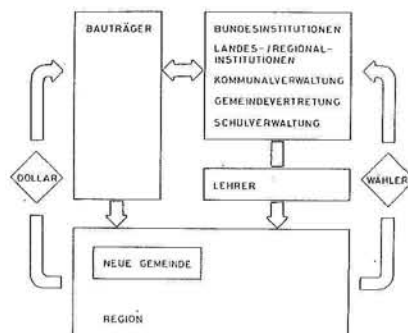 BAUTRÄGER
BUNDESINSTITUTIONEN
LANDES-/REGIONAL-
INSTITUTIONEN
KOMMUNALVERWALTUNG
GEMEINDEVERTRETUNG
SCHULVERWALTUNG
DOLLAR
LEHRER
WÄHLER
NEUE GEMEINDE
REGION